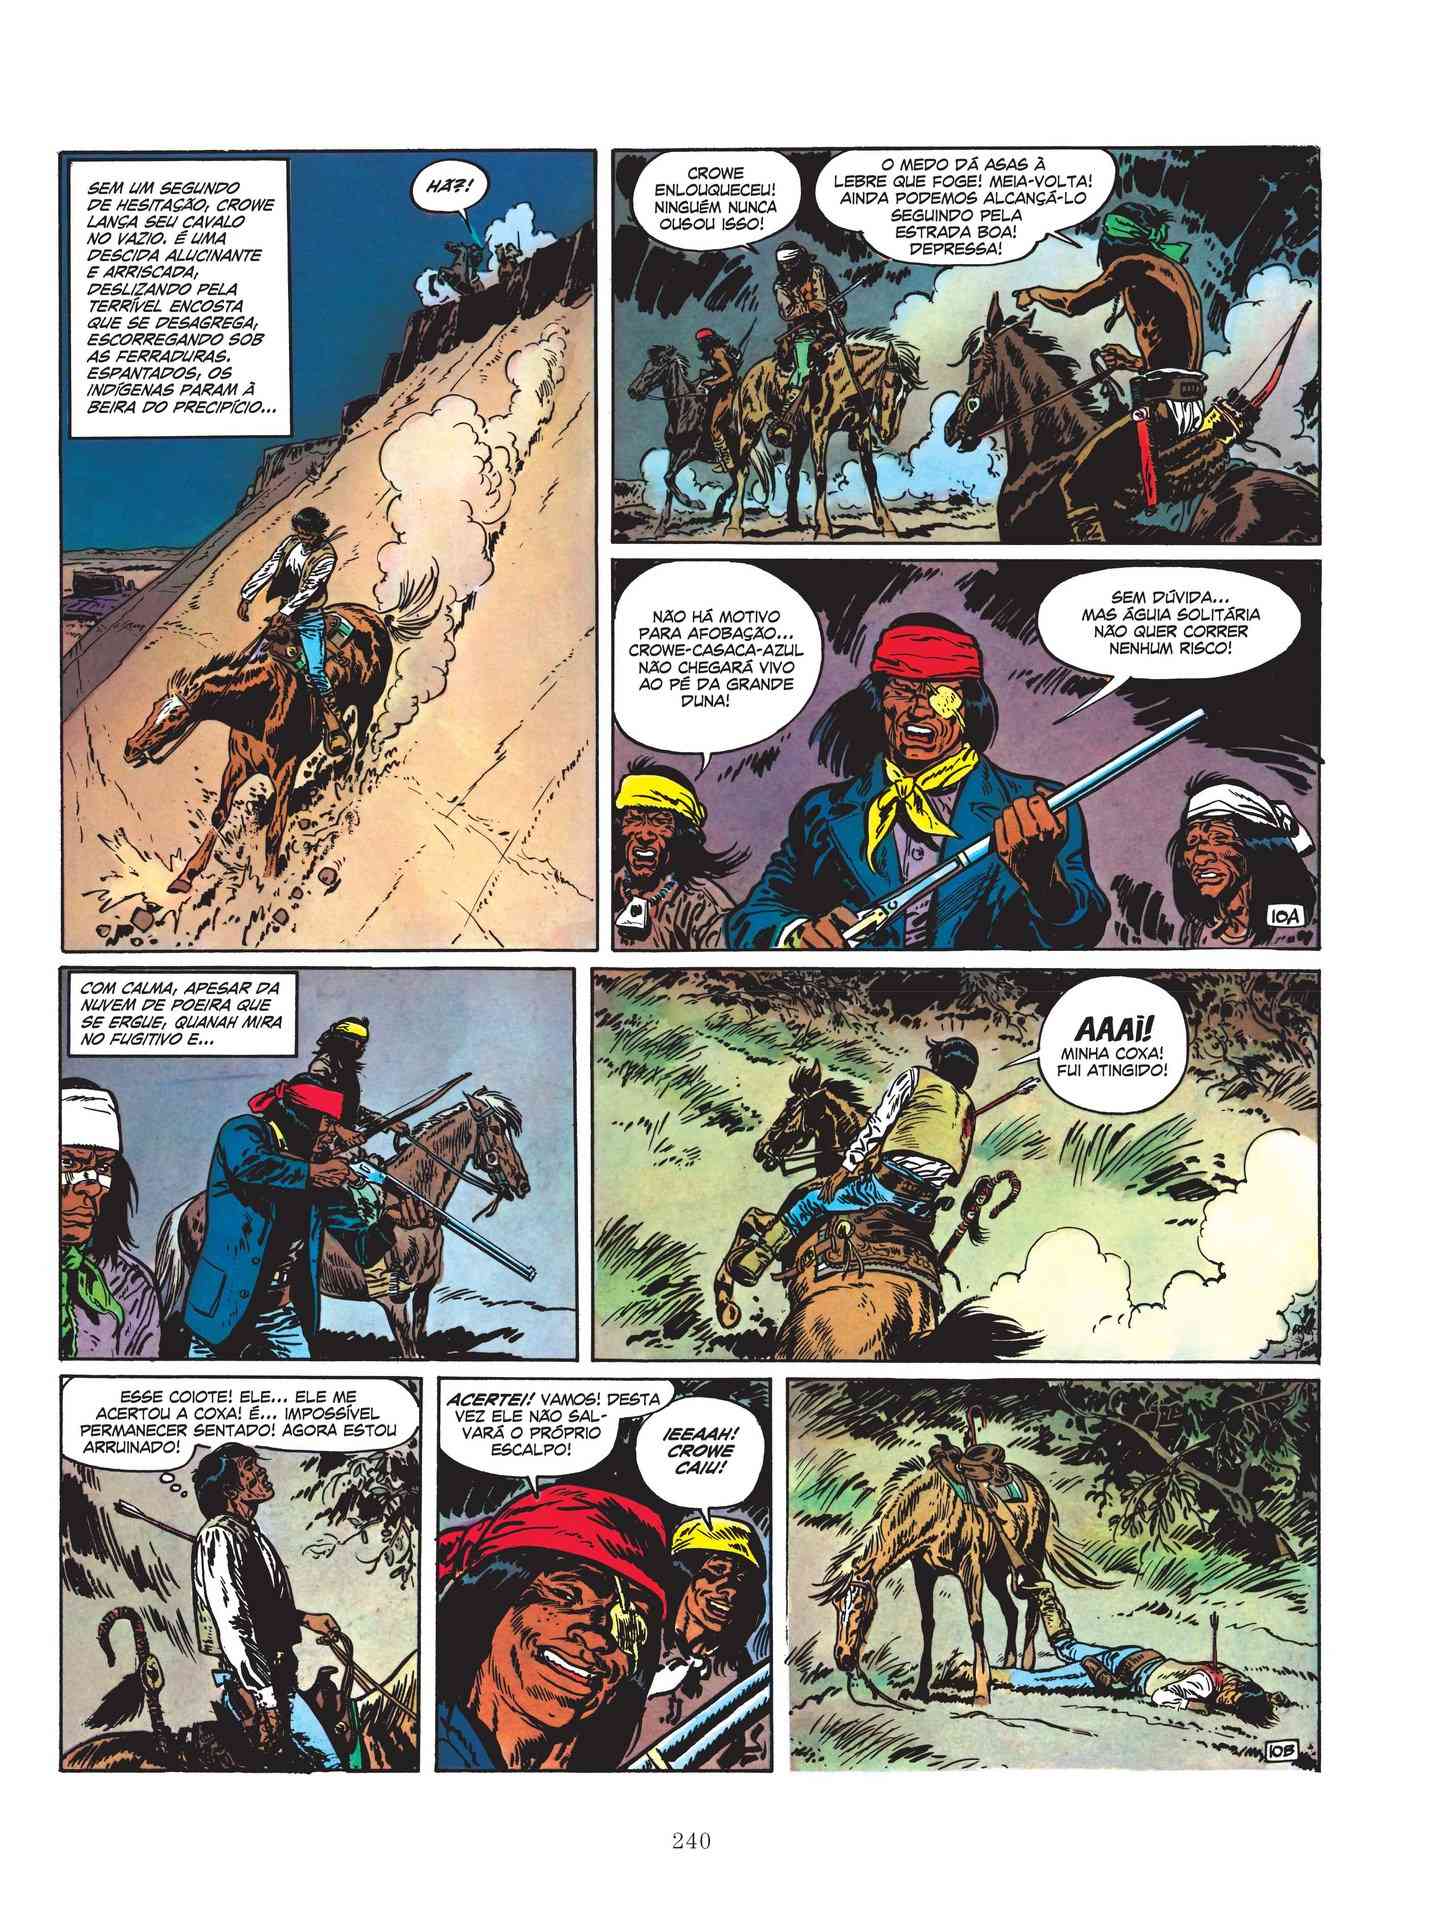 SEM UM SEGUNDO
DE HESITAÇÃO, CROWE
LANÇA SEU CAVALO
NO VAZIO. É UMA
DESCIDA ALUCINANTE
E ARRISCADA,
DESLIZANDO PELA
TERRÍVEL ENCOSTA
QUE SE DESAGREGA,
ESCORREGANDO SOB
AS FERRADURAS.
ESPANTADOS, OS
INDÍGENAS PARAM À
BEIRA DO PRECIPÍCIO...
HÃ?!
CROWE
ENLOUQUECEU!
NINGUÉM NUNCA
OUSOU ISSO!
O MEDO DÁ ASAS À
LEBRE QUE FOGE! MEIA-VOLTA!
AINDA PODEMOS ALCANÇÁ-LO
SEGUINDO PELA
ESTRADA BOA!
DEPRESSA!
NÃO HÁ MOTIVO
PARA AFOBAÇÃO...
CROWE-CASACA-AZUL
NÃO CHEGARÁ VIVO
AO PÉ DA GRANDE
DUNA!
SEM DÚVIDA...
MAS ÁGUIA SOLITÁRIA
NÃO QUER CORRER
NENHUM RISCO!
10A
COM CALMA, APESAR DA
NUVEM DE POEIRA QUE
SE ERGUE, QUANAH MIRA
NO FUGITIVO E...
AAAÌ!
MINHA COXA!
FUI ATINGIDO!
ESSE COIOTE! ELE... ELE ME
ACERTOU A COXA! É... IMPOSSÍVEL
PERMANECER SENTADO! AGORA ESTOU
ARRUINADO!
ACERTEI! VAMOS! DESTA
VEZ ELE NÃO SAL-
VARÁ O PRÓPRIO
ESCALPO!
IEEAAH!
CROWE
CAIU!
10B
240